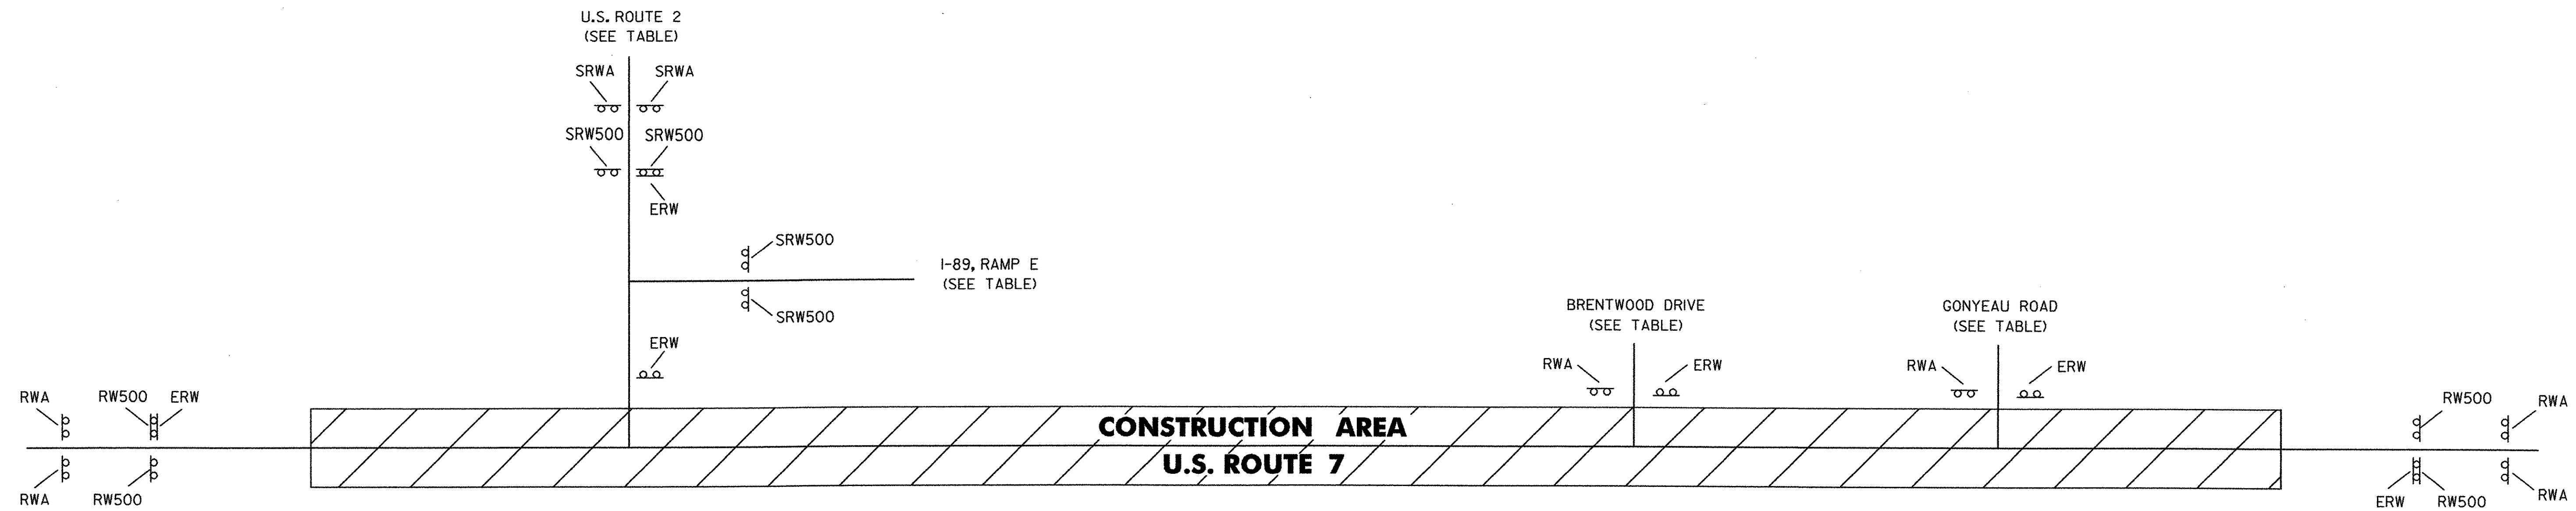 U.S. ROUTE 2
(SEE TABLE)
SRWA SRWA
SRW500 SRW500
ERW
SRW500
I-89, RAMP E
(SEE TABLE)
SRW500
BRENTWOOD DRIVE
(SEE TABLE)
GONYEAU ROAD
(SEE TABLE)
ERW
RWA ERW
RWA ERW
RWA RW500 ERW
RW500 RWA
CONSTRUCTION AREA
U.S. ROUTE 7
RWA RW500
ERW RW500 RWA